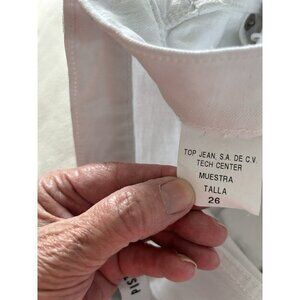 TOP JEAN, S.A. DE C.V.
TECH CENTER
MUESTRA
TALLA
26